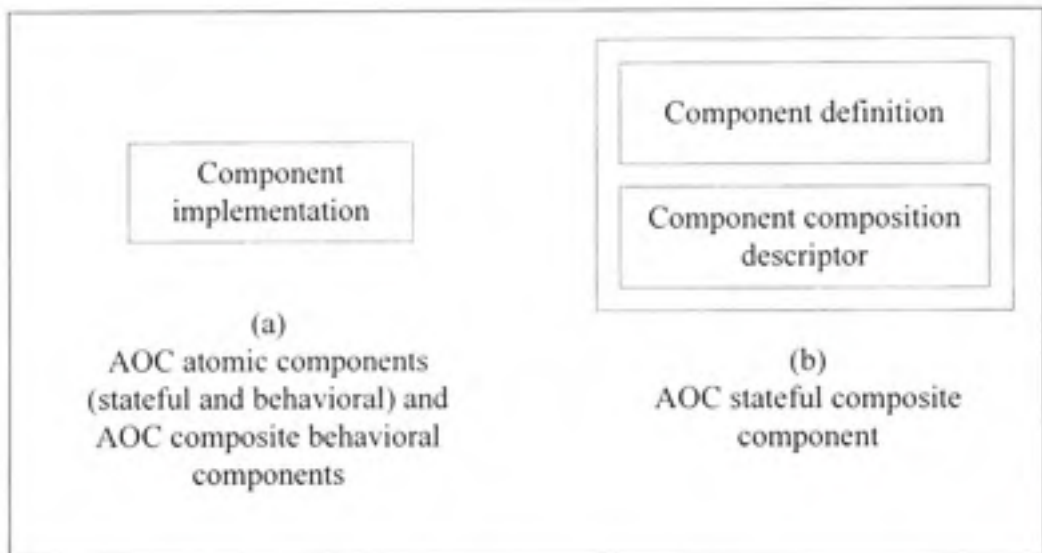 Component
implementation
(a)
AOC atomic components
(stateful and behavioral) and
AOC composite behavioral
components
Component definition
Component composition
descriptor
(b)
AOC stateful composite
component